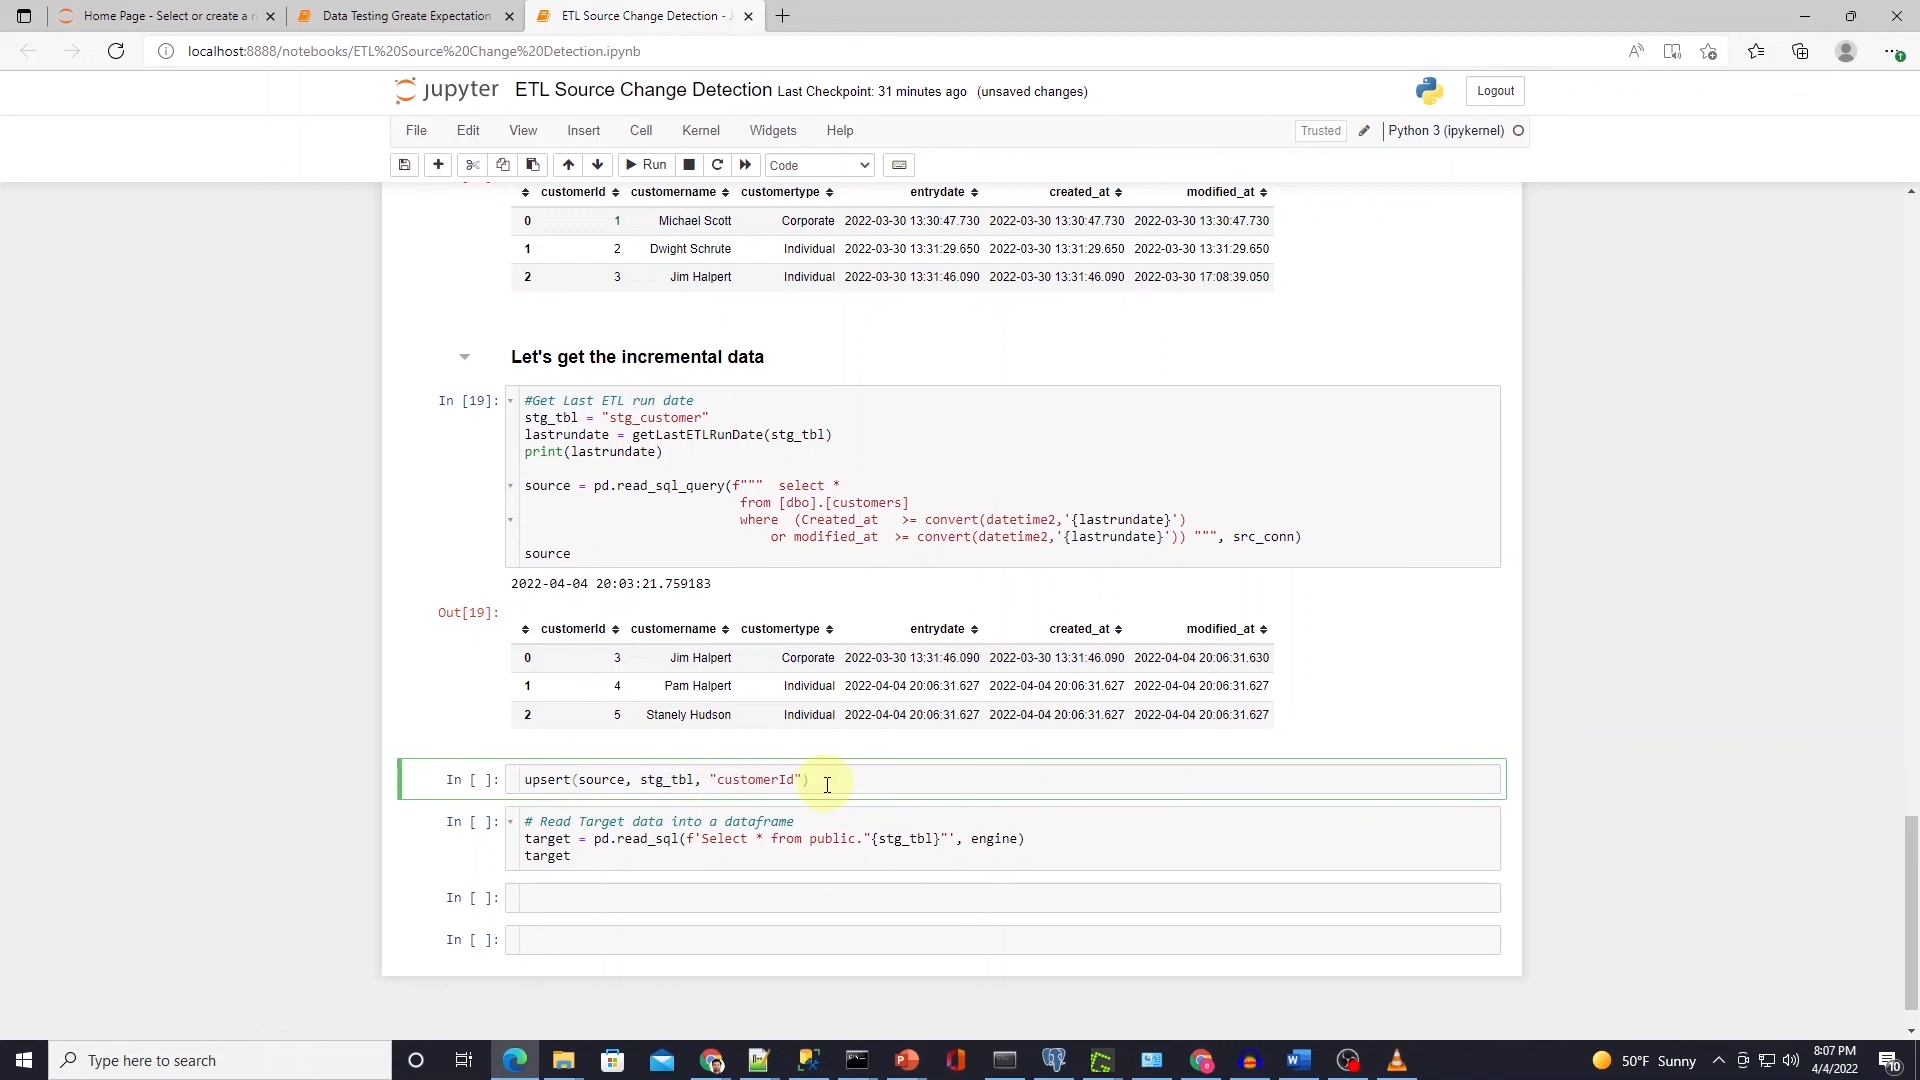 Home Page - Select or create a n
Data Testing Greate Expectation
ETL Source Change Detection - J
localhost:8888/notebooks/ETL%20Source%20Change%20Detection.ipynb
jupyter ETL Source Change Detection Last Checkpoint: 31 minutes ago (unsaved changes)
Logout
File Edit View Insert Cell Kernel Widgets Help
Trusted Python 3 (ipykernel)
Run Code
customerId customername customertype entrydate created_at modified_at
0 1 Michael Scott Corporate 2022-03-30 13:30:47.730 2022-03-30 13:30:47.730 2022-03-30 13:30:47.730
1 2 Dwight Schrute Individual 2022-03-30 13:31:29.650 2022-03-30 13:31:29.650 2022-03-30 13:31:29.650
2 3 Jim Halpert Individual 2022-03-30 13:31:46.090 2022-03-30 13:31:46.090 2022-03-30 17:08:39.050
Let's get the incremental data
In [19]: #Get Last ETL run date
stg_tbl = "stg_customer"
lastrundate = getLastETLRunDate(stg_tbl)
print(lastrundate)
source = pd.read_sql_query(f""" select *
from [dbo].[customers]
where (Created_at >= convert(datetime2,'{lastrundate}')
or modified_at >= convert(datetime2,'{lastrundate}')) """, src_conn)
source
2022-04-04 20:03:21.759183
Out[19]:
customerId customername customertype entrydate created_at modified_at
0 3 Jim Halpert Corporate 2022-03-30 13:31:46.090 2022-03-30 13:31:46.090 2022-04-04 20:06:31.630
1 4 Pam Halpert Individual 2022-04-04 20:06:31.627 2022-04-04 20:06:31.627 2022-04-04 20:06:31.627
2 5 Stanely Hudson Individual 2022-04-04 20:06:31.627 2022-04-04 20:06:31.627 2022-04-04 20:06:31.627
In [ ]: upsert(source, stg_tbl, "customerId")
In [ ]: # Read Target data into a dataframe
target = pd.read_sql(f'Select * from public."{stg_tbl}"', engine)
target
In [ ]:
In [ ]:
Type here to search
50°F Sunny
8:07 PM
4/4/2022
10